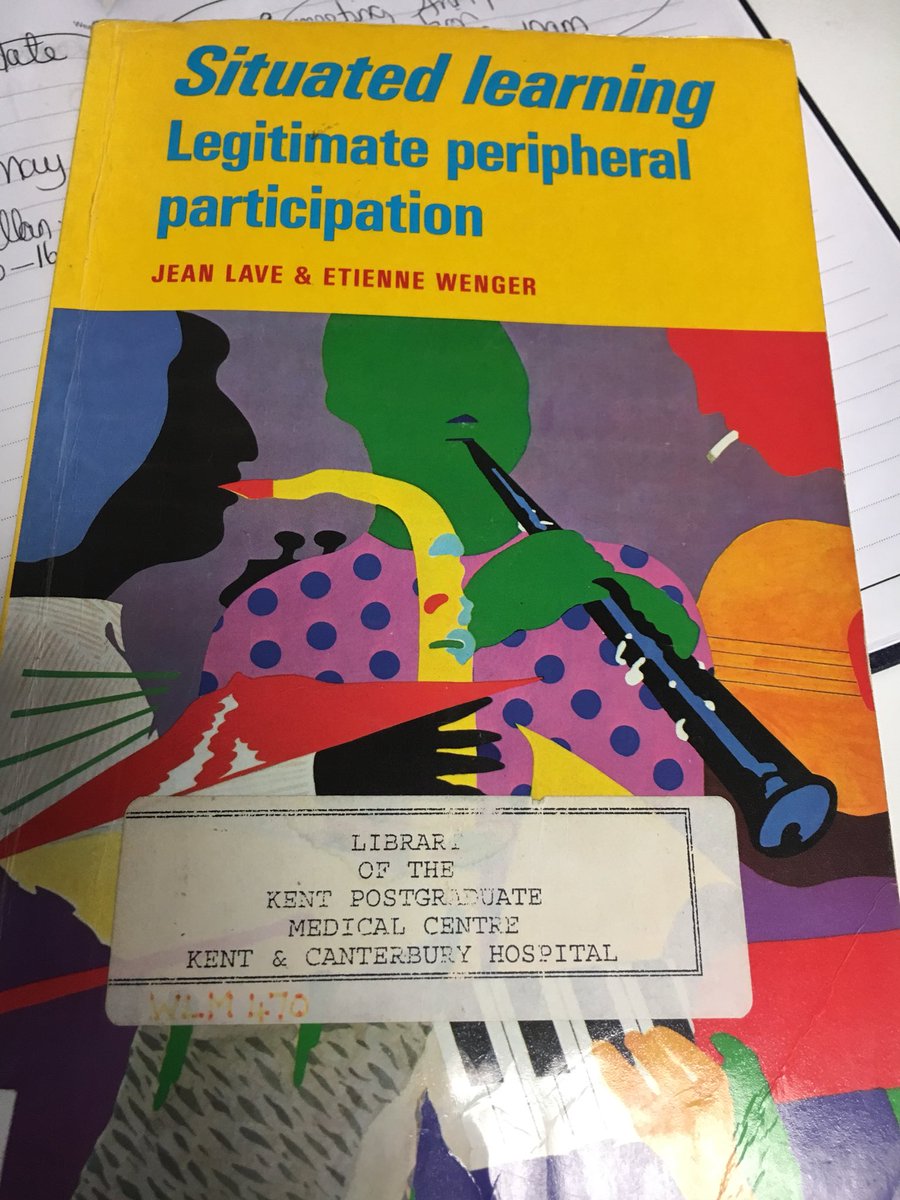 Situated learning
Legitimate peripheral
participation
JEAN LAVE & ETIENNE WENGER
LIBRARY
OF THE
KENT POSTGRADUATE
MEDICAL CENTRE
KENT & CANTERBURY HOSPITAL
WLM 470